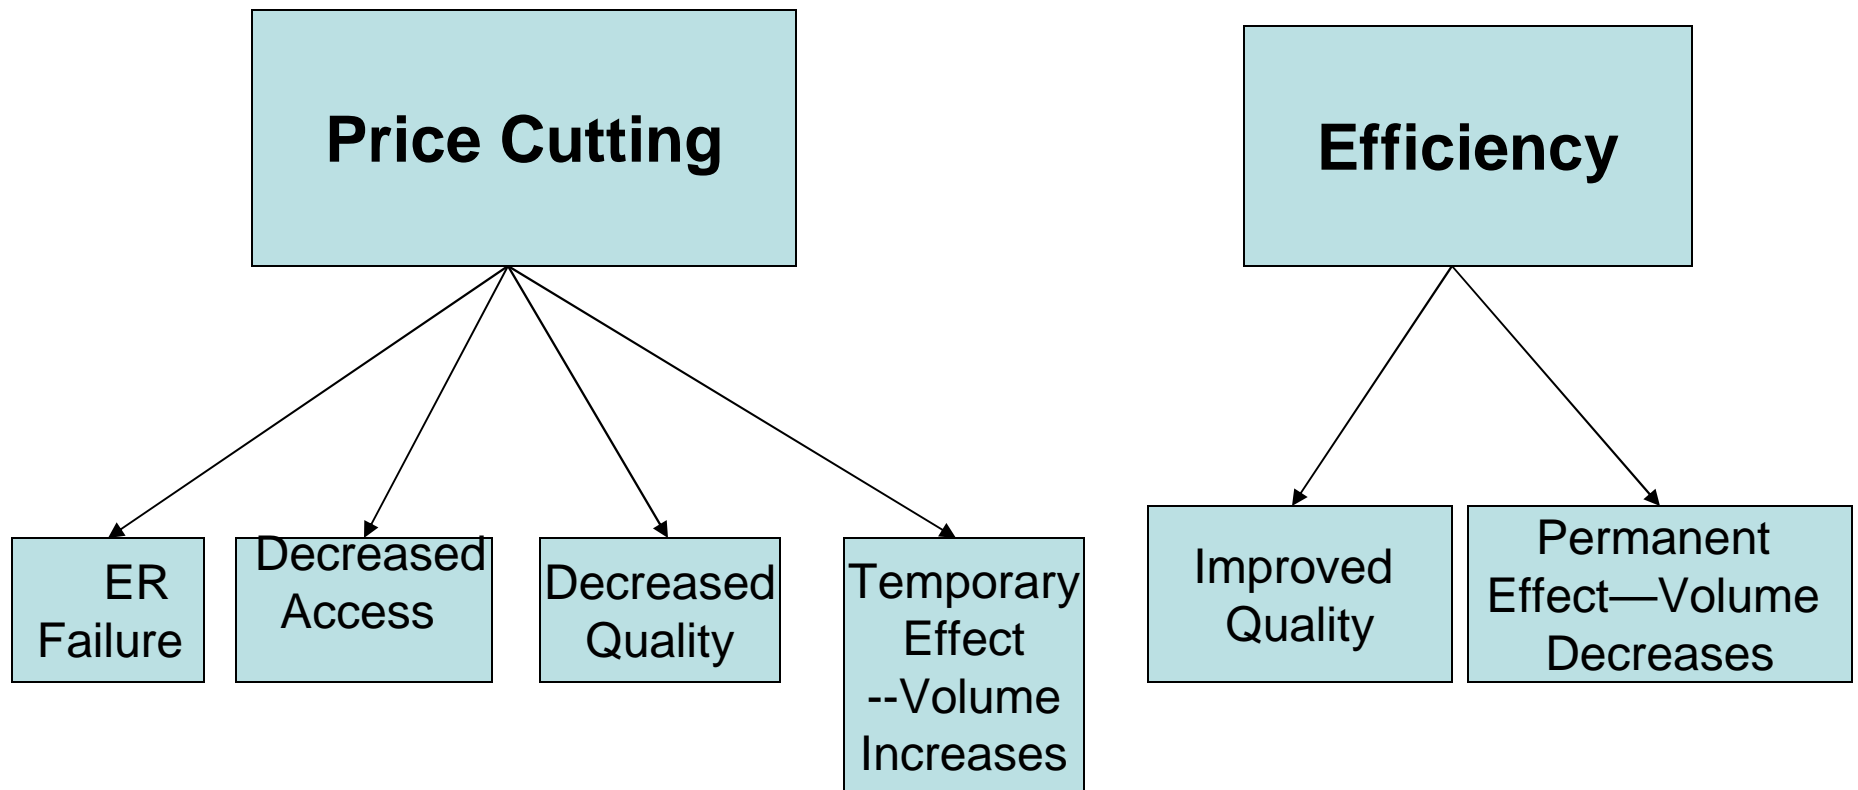 Price Cutting
Efficiency
ER
Failure
Decreased
Access
Decreased
Quality
Temporary
Effect
--Volume
Increases
Improved
Quality
Permanent
Effect—Volume
Decreases